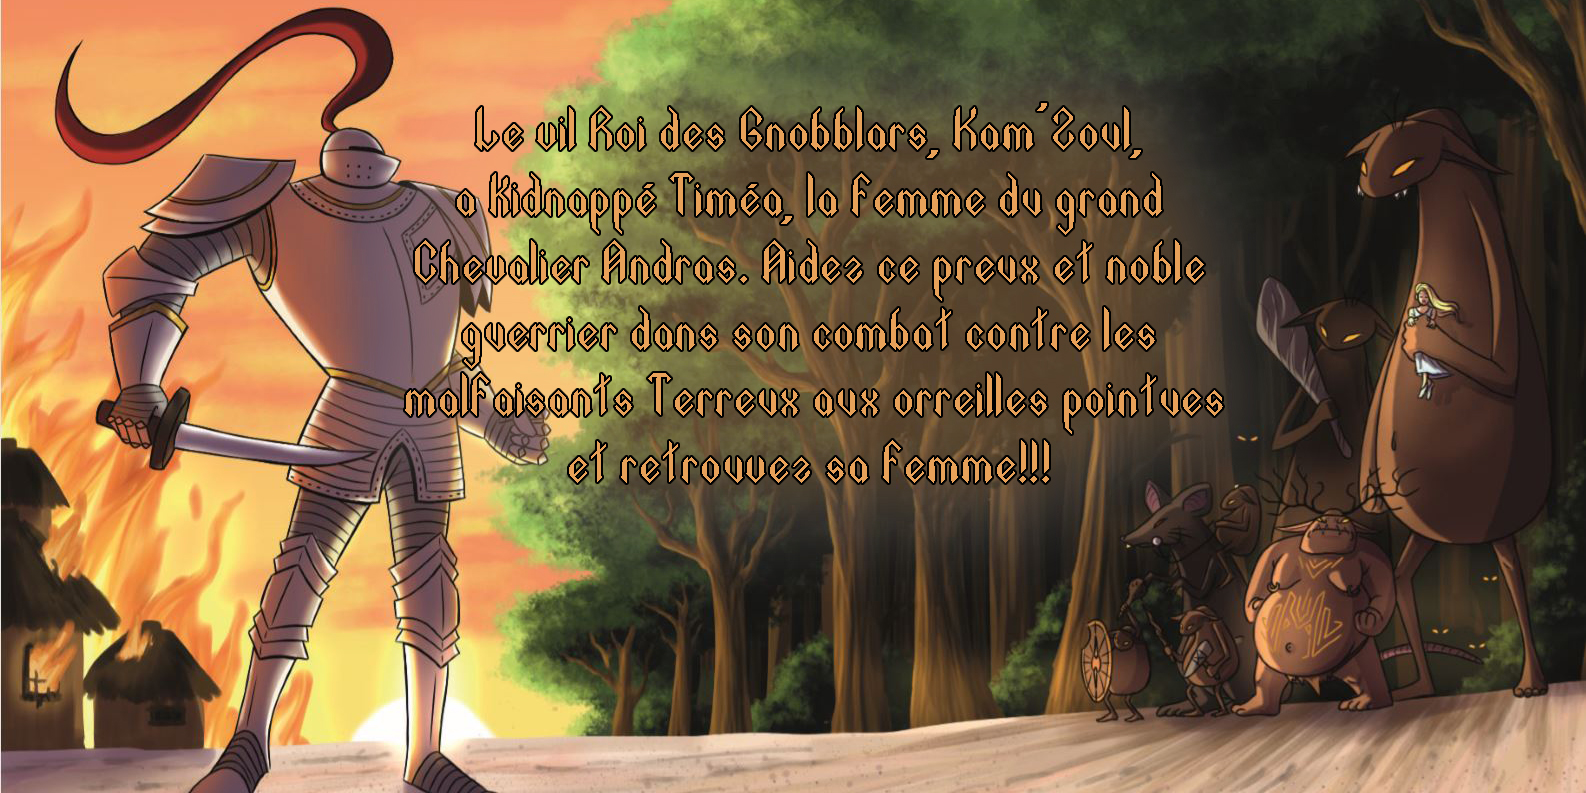 Le vil Roi des Gnobblars, Kam'Zoul,
a Kidnappé Timéa, la femme du grand
Chevalier Andras. Aidez ce preux et noble
guerrier dans son combat contre les
malfaisants Terreux aux orreilles pointues
et retrouvez sa femme!!!